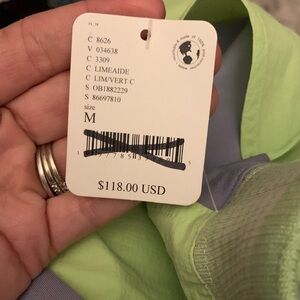 C 8626
V 034638
C 3309
C LIMEAIDE
C LIM/VERT C
S OB1882229
S 86697810
size
M
$118.00 USD